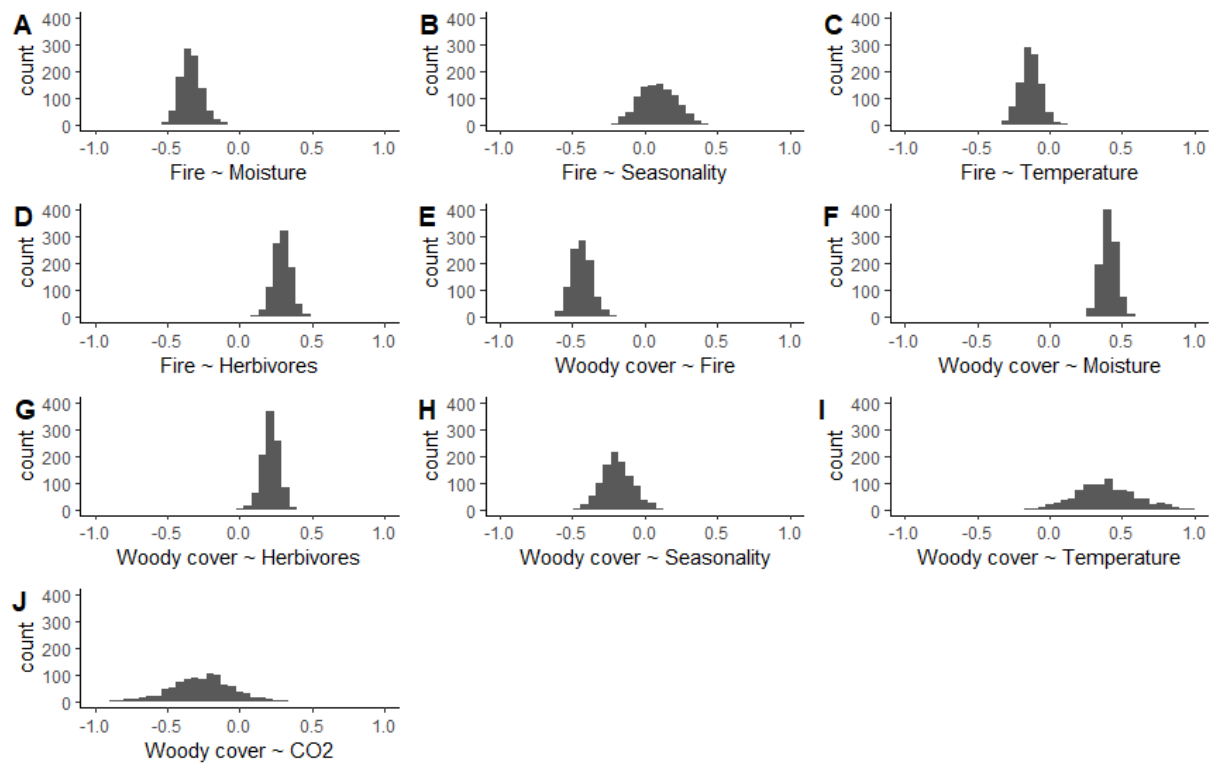 A
400
300
200
100
0
count
-1.0 -0.5 0.0 0.5 1.0
Fire ~ Moisture
B
400
300
200
100
0
count
-1.0 -0.5 0.0 0.5 1.0
Fire ~ Seasonality
C
400
300
200
100
0
count
-1.0 -0.5 0.0 0.5 1.0
Fire ~ Temperature
D
400
300
200
100
0
count
-1.0 -0.5 0.0 0.5 1.0
Fire ~ Herbivores
E
400
300
200
100
0
count
-1.0 -0.5 0.0 0.5 1.0
Woody cover ~ Fire
F
400
300
200
100
0
count
-1.0 -0.5 0.0 0.5 1.0
Woody cover ~ Moisture
G
400
300
200
100
0
count
-1.0 -0.5 0.0 0.5 1.0
Woody cover ~ Herbivores
H
400
300
200
100
0
count
-1.0 -0.5 0.0 0.5 1.0
Woody cover ~ Seasonality
I
400
300
200
100
0
count
-1.0 -0.5 0.0 0.5 1.0
Woody cover ~ Temperature
J
400
300
200
100
0
count
-1.0 -0.5 0.0 0.5 1.0
Woody cover ~ CO2